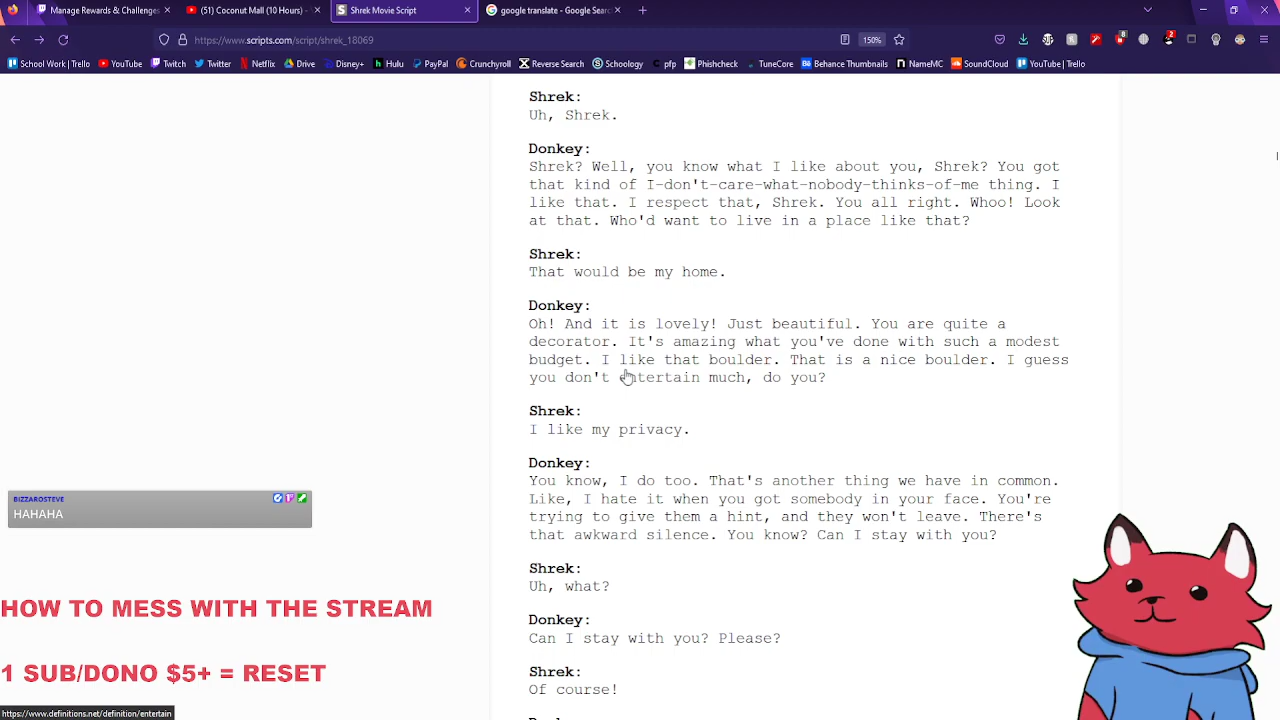 Manage Rewards & Challenges
(51) Coconut Mall (10 Hours) -
Shrek Movie Script
google translate - Google Sear
https://www.scripts.com/script/shrek_18069
150%
School Work | Trello
YouTube
Twitch
Twitter
Netflix
Drive
Disney+
Hulu
PayPal
Crunchyroll
Reverse Search
Schoology
pfp
Phishcheck
TuneCore
Behance Thumbnails
NameMC
SoundCloud
YouTube | Trello
Shrek:
Uh, Shrek.
Donkey:
Shrek? Well, you know what I like about you, Shrek? You got
that kind of I-don't-care-what-nobody-thinks-of-me thing. I
like that. I respect that, Shrek. You all right. Whoo! Look
at that. Who'd want to live in a place like that?
Shrek:
That would be my home.
Donkey:
Oh! And it is lovely! Just beautiful. You are quite a
decorator. It's amazing what you've done with such a modest
budget. I like that boulder. That is a nice boulder. I guess
you don't entertain much, do you?
Shrek:
I like my privacy.
Donkey:
You know, I do too. That's another thing we have in common.
Like, I hate it when you got somebody in your face. You're
trying to give them a hint, and they won't leave. There's
that awkward silence. You know? Can I stay with you?
Shrek:
Uh, what?
Donkey:
Can I stay with you? Please?
Shrek:
Of course!
BIZZAROSTEVE
HAHAHA
HOW TO MESS WITH THE STREAM
1 SUB/DONO $5+ = RESET
https://www.definitions.net/definition/entertain